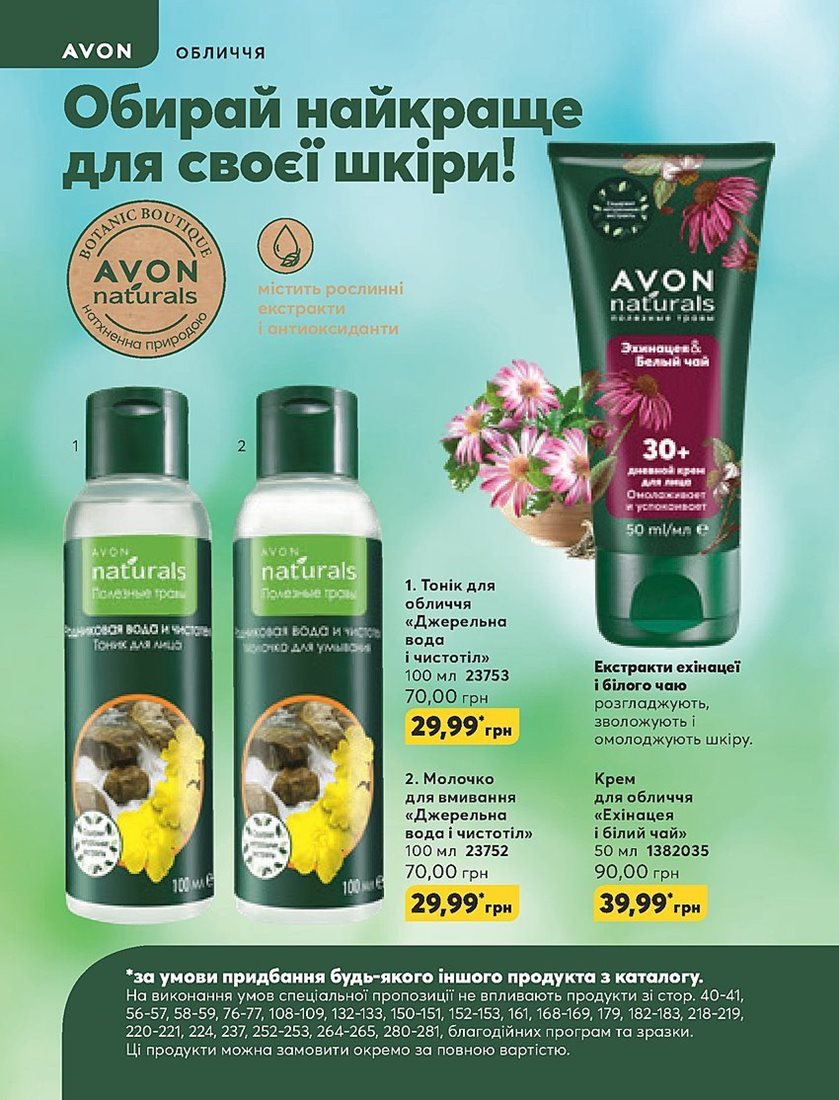 AVON
ОБЛИЧЧЯ
Обирай найкраще
для своєї шкіри!
BOTANIC BOUTIQUE
AVON
naturals
натхненна природою
містить рослинні
екстракти
і антиоксиданти
AVON
naturals
полезные травы
Эхинацея &
Белый чай
30+
дневной крем
для лица
Омолаживает
и успокаивает
50 ml/мл е
1
2
AVON
naturals
Полезные травы
вода и чистотел
Тоник для лица
100 мл е
AVON
naturals
Полезные травы
вода и чистотел
Молочко для умывания
100 мл е
1. Тонік для
обличчя
«Джерельна
вода
і чистотіл»
100 мл 23753
70,00 грн
29,99* грн
2. Молочко
для вмивання
«Джерельна
вода і чистотіл»
100 мл 23752
70,00 грн
29,99* грн
Екстракти ехінацеї
і білого чаю
розгладжують,
зволожують і
омолоджують шкіру.
Крем
для обличчя
«Ехінацея
і білий чай»
50 мл 1382035
90,00 грн
39,99* грн
*за умови придбання будь-якого іншого продукта з каталогу.
На виконання умов спеціальної пропозиції не впливають продукти зі стор. 40-41,
56-57, 58-59, 76-77, 108-109, 132-133, 150-151, 152-153, 161, 168-169, 179, 182-183, 218-219,
220-221, 224, 237, 252-253, 264-265, 280-281, благодійних програм та зразки.
Ці продукти можна замовити окремо за повною вартістю.